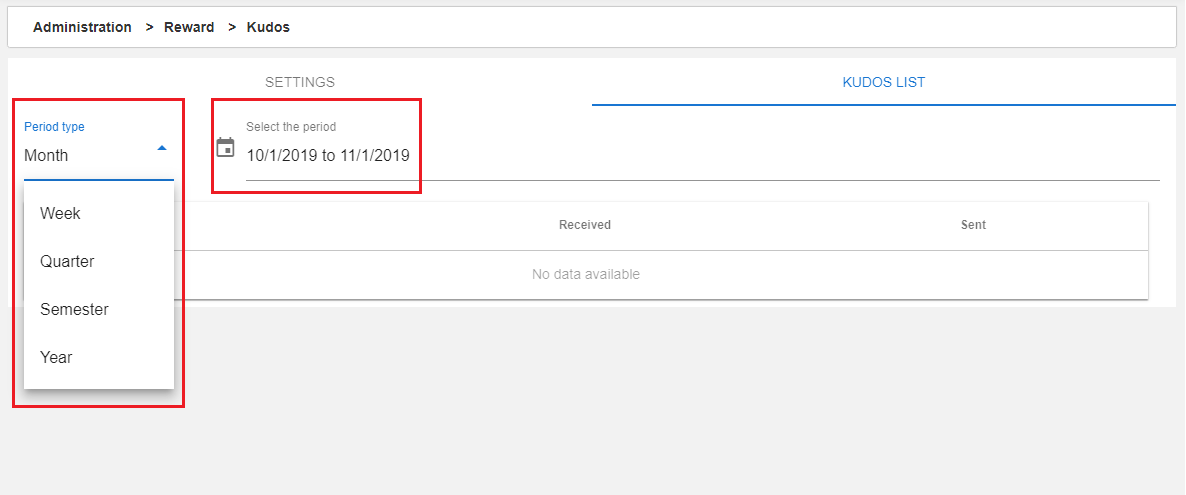 Administration > Reward > Kudos
SETTINGS KUDOS LIST
Period type
Month
Select the period
10/1/2019 to 11/1/2019
Week
Quarter
Semester
Year
Received Sent
No data available